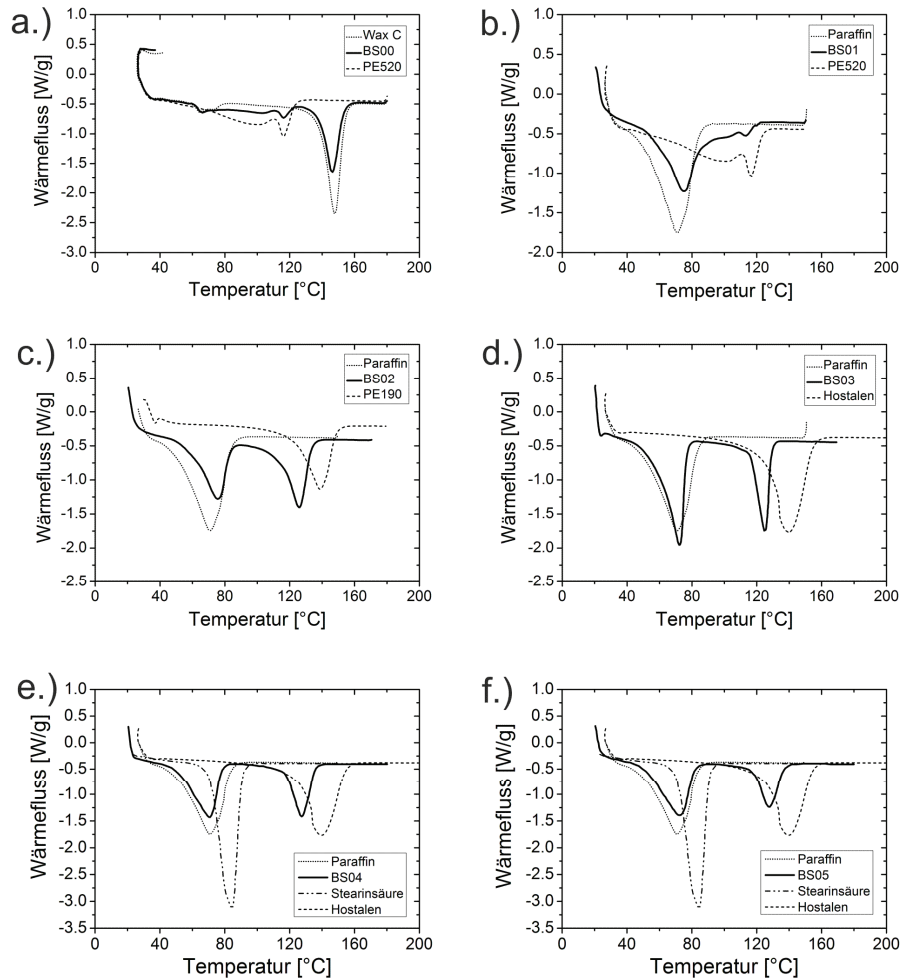 a.)
1.0
0.5
0.0
-0.5
-1.0
-1.5
-2.0
-2.5
-3.0
Wärmefluss [W/g]
Wax C
BS00
PE520
0 40 80 120 160 200
Temperatur [°C]
b.)
1.0
0.5
0.0
-0.5
-1.0
-1.5
-2.0
Wärmefluss [W/g]
Paraffin
BS01
PE520
0 40 80 120 160 200
Temperatur [°C]
c.)
1.0
0.5
0.0
-0.5
-1.0
-1.5
-2.0
-2.5
Wärmefluss [W/g]
Paraffin
BS02
PE190
0 40 80 120 160 200
Temperatur [°C]
d.)
1.0
0.5
0.0
-0.5
-1.0
-1.5
-2.0
-2.5
Wärmefluss [W/g]
Paraffin
BS03
Hostalen
0 40 80 120 160 200
Temperatur [°C]
e.)
1.0
0.5
0.0
-0.5
-1.0
-1.5
-2.0
-2.5
-3.0
-3.5
Wärmefluss [W/g]
Paraffin
BS04
Stearinsäure
Hostalen
0 40 80 120 160 200
Temperatur [°C]
f.)
1.0
0.5
0.0
-0.5
-1.0
-1.5
-2.0
-2.5
-3.0
-3.5
Wärmefluss [W/g]
Paraffin
BS05
Stearinsäure
Hostalen
0 40 80 120 160 200
Temperatur [°C]